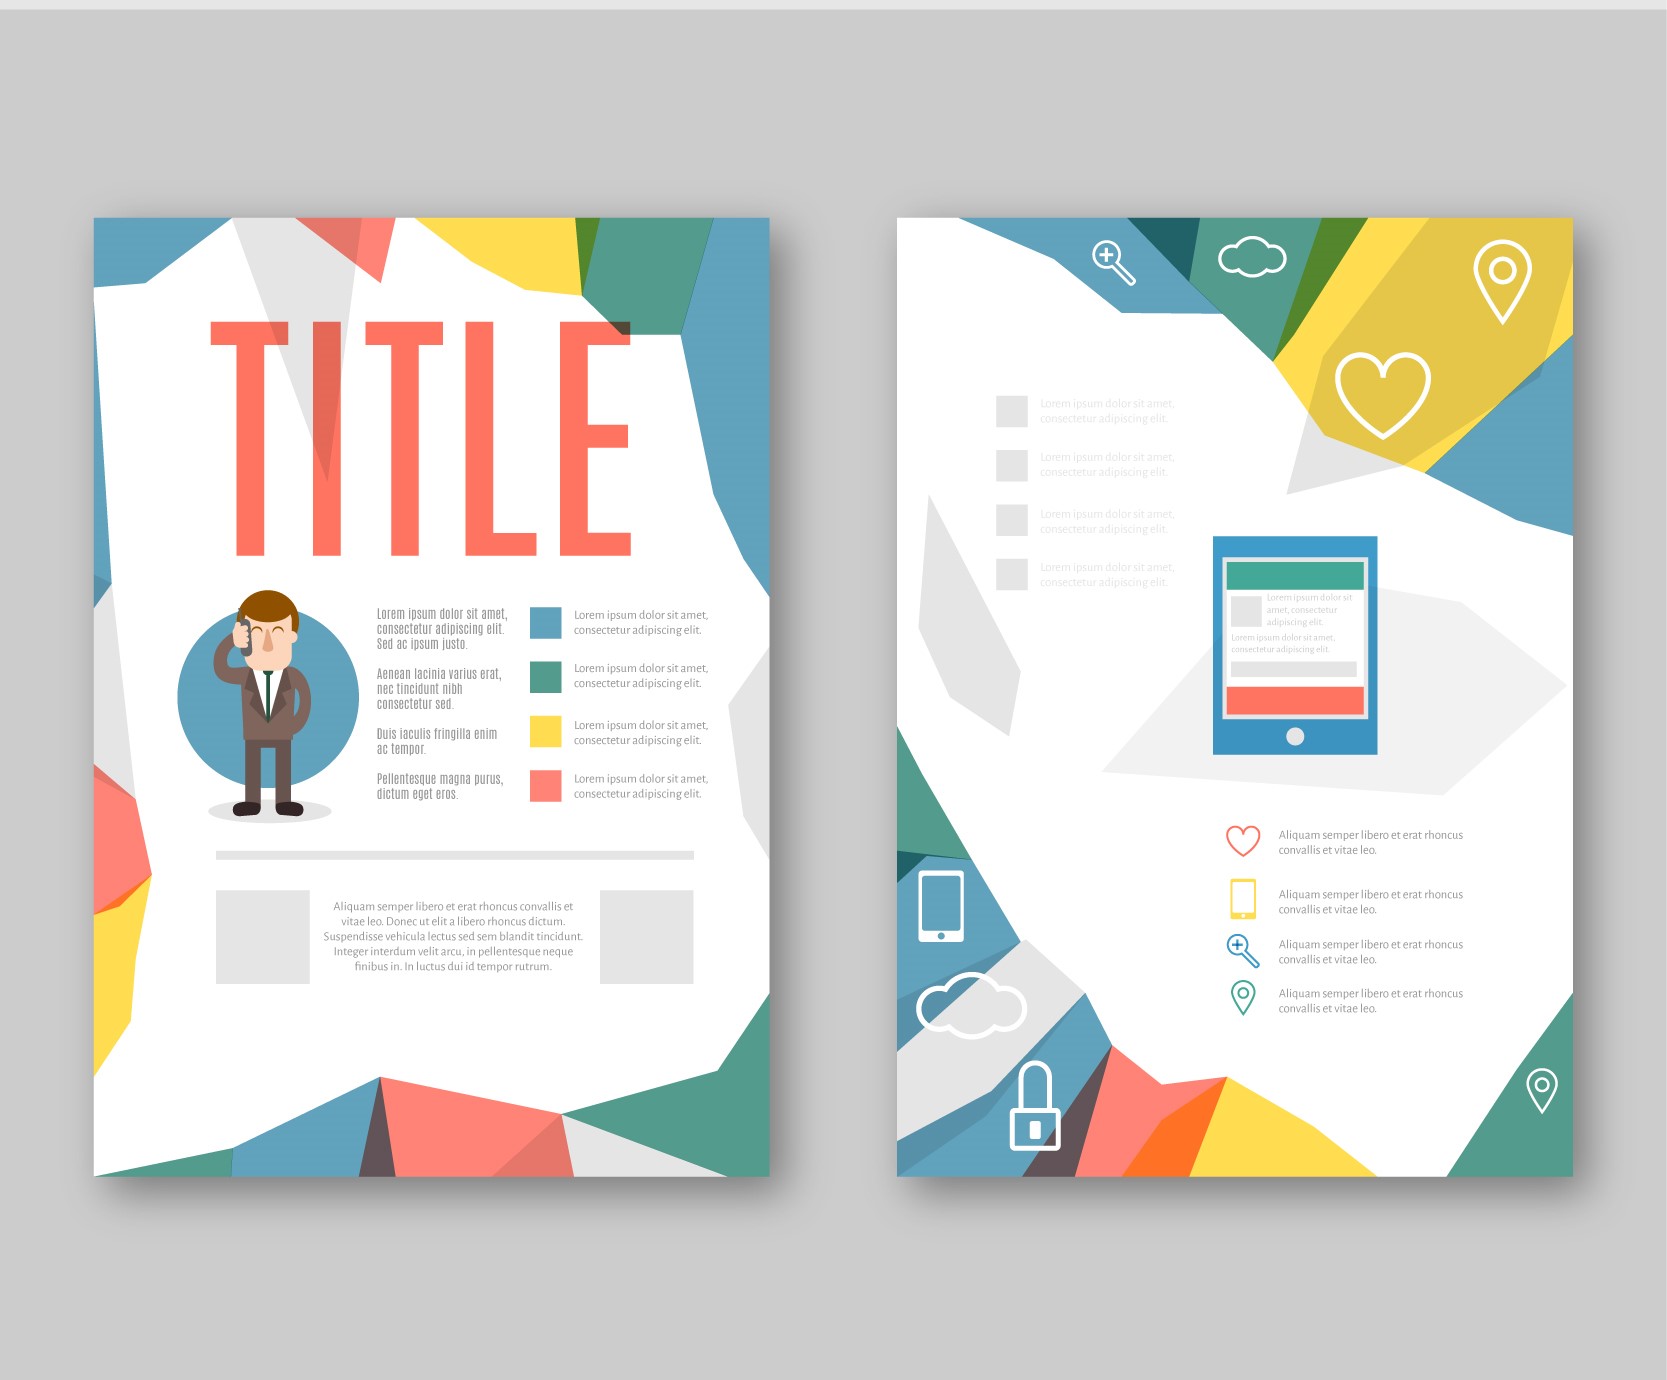 TITLE
Lorem ipsum dolor sit amet,
consectetur adipiscing elit.
Sed ac ipsum justo.
Aenean lacinia varius erat,
nec tincidunt nibh
consectetur sed.
Duis iaculis fringilla enim
ac tempor.
Pellentesque magna purus,
dictum eget eros.
Lorem ipsum dolor sit amet,
consectetur adipiscing elit.
Lorem ipsum dolor sit amet,
consectetur adipiscing elit.
Lorem ipsum dolor sit amet,
consectetur adipiscing elit.
Lorem ipsum dolor sit amet,
consectetur adipiscing elit.
Aliquam semper libero et erat rhoncus convallis et
vitae leo. Donec ut elit a libero rhoncus dictum.
Suspendisse vehicula lectus sed sem blandit tincidunt.
Integer interdum velit arcu, in pellentesque neque
finibus in. In luctus dui id tempor rutrum.
Lorem ipsum dolor sit amet,
consectetur adipiscing elit.
Lorem ipsum dolor sit amet,
consectetur adipiscing elit.
Lorem ipsum dolor sit amet,
consectetur adipiscing elit.
Lorem ipsum dolor sit amet,
consectetur adipiscing elit.
Lorem ipsum dolor sit
amet, consectetur
adipiscing elit.
Lorem ipsum dolor sit amet,
consectetur adipiscing elit.
Aliquam semper libero et erat rhoncus
convallis et vitae leo.
Aliquam semper libero et erat rhoncus
convallis et vitae leo.
Aliquam semper libero et erat rhoncus
convallis et vitae leo.
Aliquam semper libero et erat rhoncus
convallis et vitae leo.